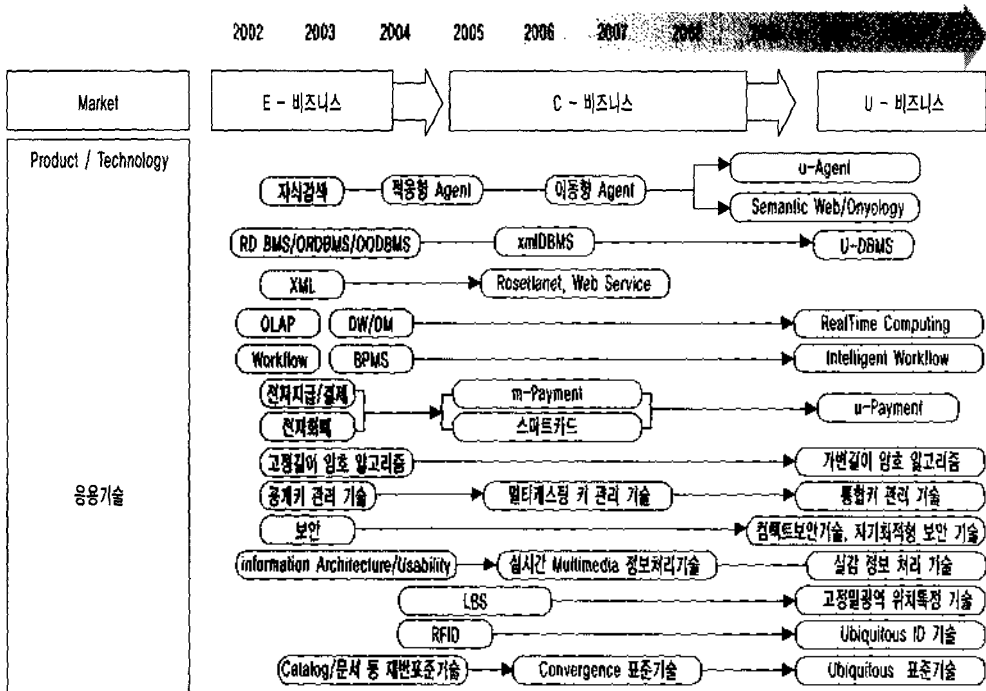 2002 2003 2004 2005 2006 2007 2008
Market E - 비즈니스 C - 비즈니스 U - 비즈니스
Product / Technology
u-Agent
지식검색 적응형 Agent 이동형 Agent
Semantic Web/Onyology
RD BMS/ORDBMS/OODBMS xmlDBMS U-DBMS
XML Rosetlanet, Web Service
OLAP DW/DM RealTime Computing
Workflow BPMS Intelligent Workflow
전자지급/결제 m-Payment u-Payment
전자화폐 스마트카드
고정길이 암호 알고리즘 가변길이 암호 알고리즘
응용기술 공개키 관리 기술 멀티캐스팅 키 관리 기술 통합키 관리 기술
보안 컴팩트보안기술, 자기최적형 보안 기술
Information Architecture/Usability 실시간 Multimedia 정보처리기술 실감 정보 처리 기술
LBS 고정밀광역 위치특정 기술
RFID Ubiquitous ID 기술
Catalog/문서 등 제반표준기술 Convergence 표준기술 Ubiquitous 표준기술